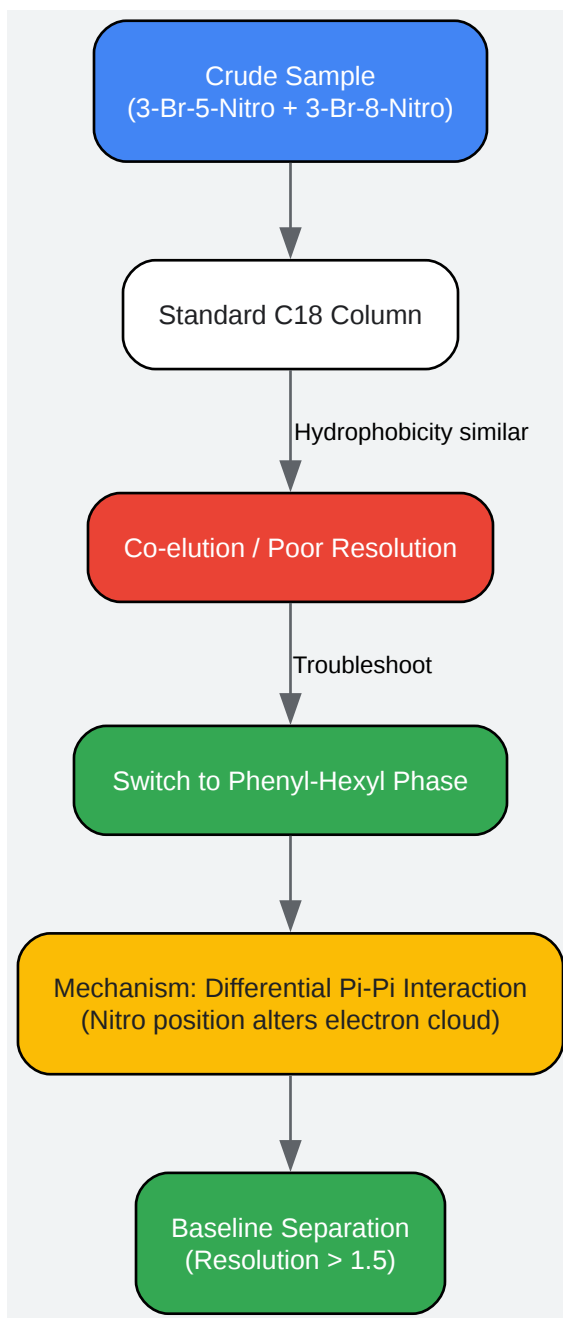 Crude Sample
(3-Br-5-Nitro + 3-Br-8-Nitro)
Standard C18 Column
Hydrophobicity similar
Co-elution / Poor Resolution
Troubleshoot
Switch to Phenyl-Hexyl Phase
Mechanism: Differential Pi-Pi Interaction
(Nitro position alters electron cloud)
Baseline Separation
(Resolution > 1.5)